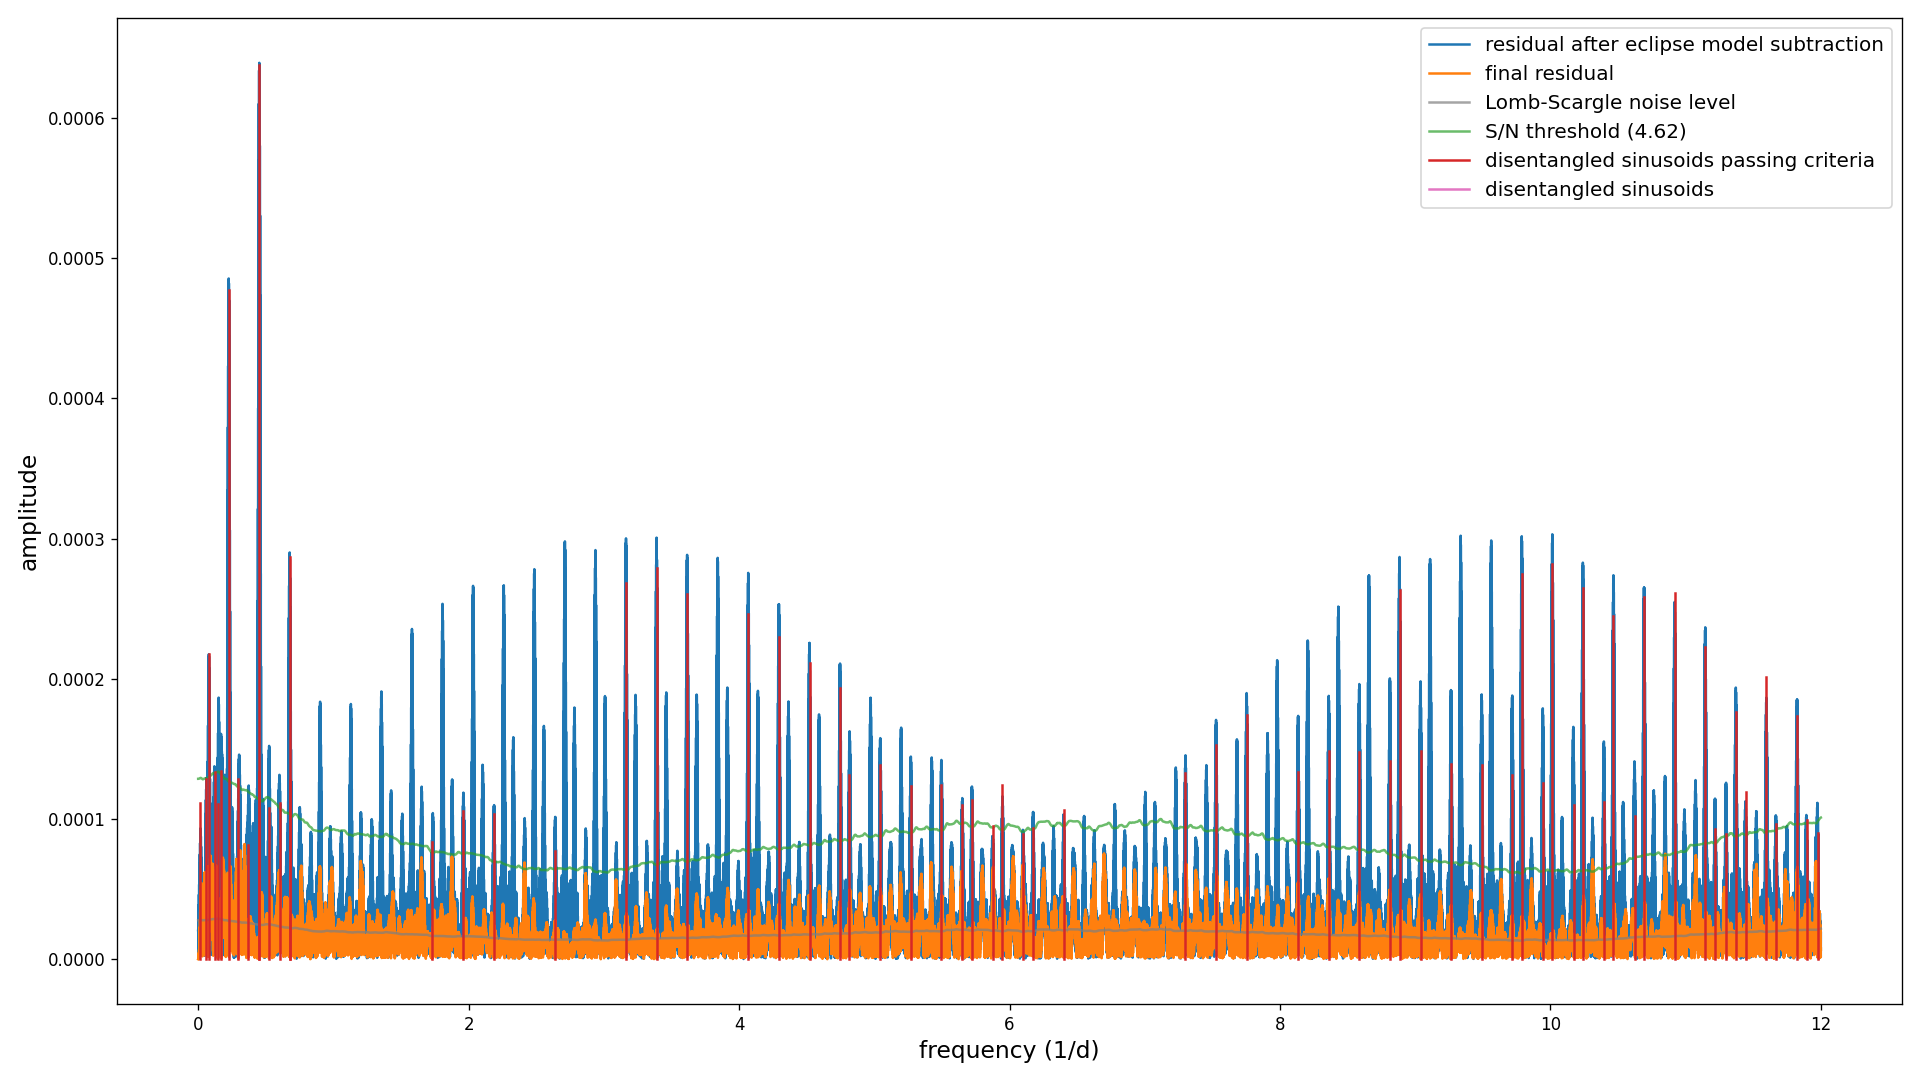 residual after eclipse model subtraction
final residual
Lomb-Scargle noise level
S/N threshold (4.62)
disentangled sinusoids passing criteria
disentangled sinusoids
0.0006
0.0005
0.0004
0.0003
0.0002
0.0001
0.0000
amplitude
0 2 4 6 8 10 12
frequency (1/d)